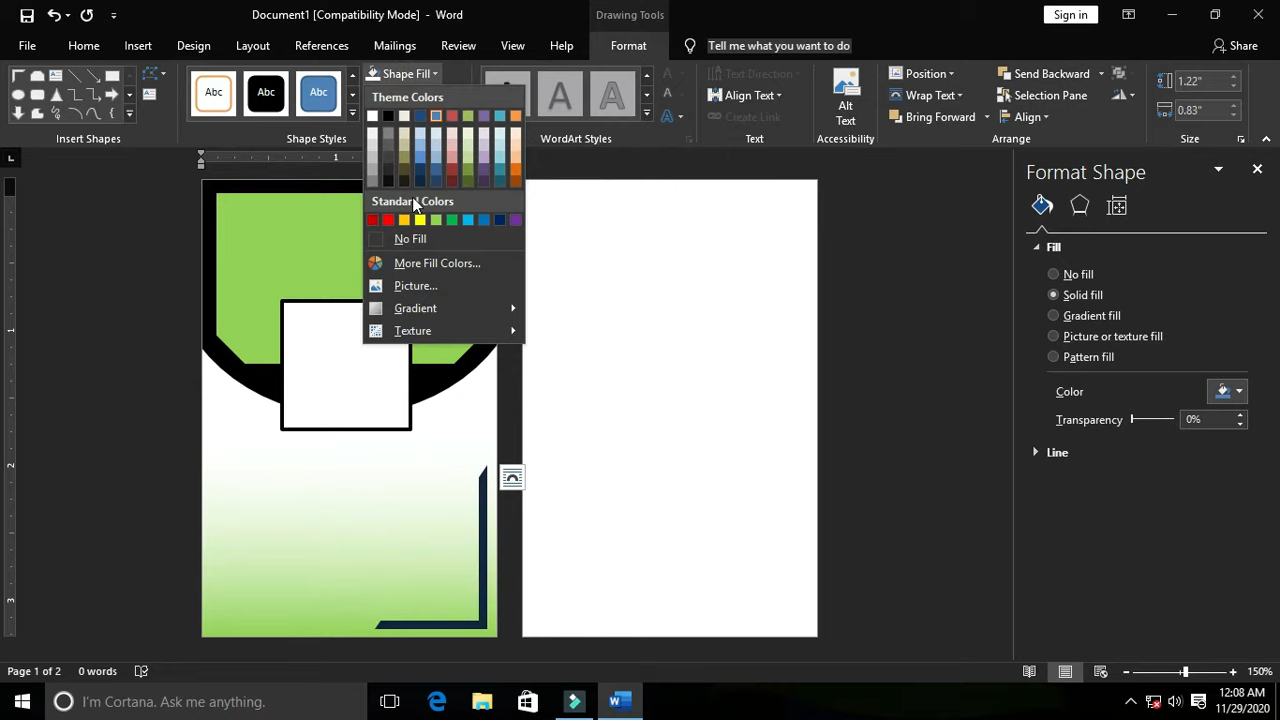 Document1 [Compatibility Mode] - Word
Drawing Tools
Sign in
File
Home
Insert
Design
Layout
References
Mailings
Review
View
Help
Format
Tell me what you want to do
Share
Abc
Abc
Abc
Shape Fill
Text Direction
Align Text
Create Link
Alt
Text
Position
Wrap Text
Bring Forward
Send Backward
Selection Pane
Align
1.22"
0.83"
Insert Shapes
Shape Styles
WordArt Styles
Text
Accessibility
Arrange
Size
Theme Colors
Standard Colors
No Fill
More Fill Colors...
Picture...
Gradient
Texture
1
1
2
3
Format Shape
Fill
No fill
Solid fill
Gradient fill
Picture or texture fill
Pattern fill
Color
Transparency
0%
Line
Page 1 of 2
0 words
150%
I'm Cortana. Ask me anything.
12:08 AM
11/29/2020